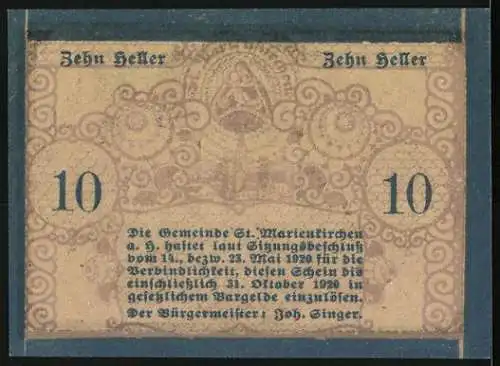 Zehn Heller Zehn Heller
10 10
Die Gemeinde St. Marienkirchen
a. H. haftet laut Sitzungsbeschluß
vom 14., bezw. 23. Mai 1920 für die
Verbindlichkeit, diesen Schein bis
einschließlich 31. Oktober 1920 in
gesetzlichem Bargelde einzulösen.
Der Bürgermeister: Joh. Singer.